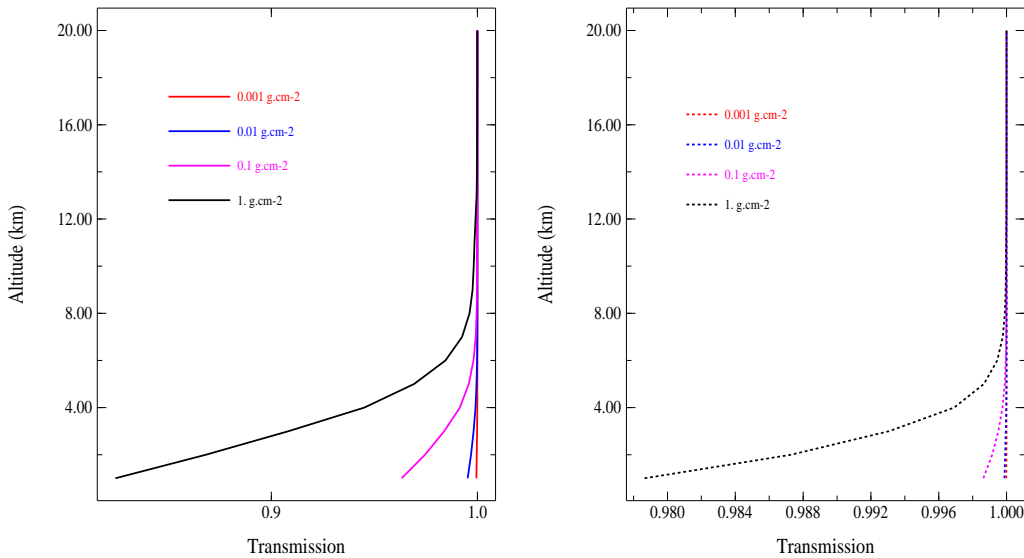 20.00
16.00
12.00
8.00
4.00
Altitude (km)
0.001 g.cm-2
0.01 g.cm-2
0.1 g.cm-2
1. g.cm-2
0.9
1.0
Transmission
20.00
16.00
12.00
8.00
4.00
Altitude (km)
0.001 g.cm-2
0.01 g.cm-2
0.1 g.cm-2
1. g.cm-2
0.980
0.984
0.988
0.992
0.996
1.000
Transmission